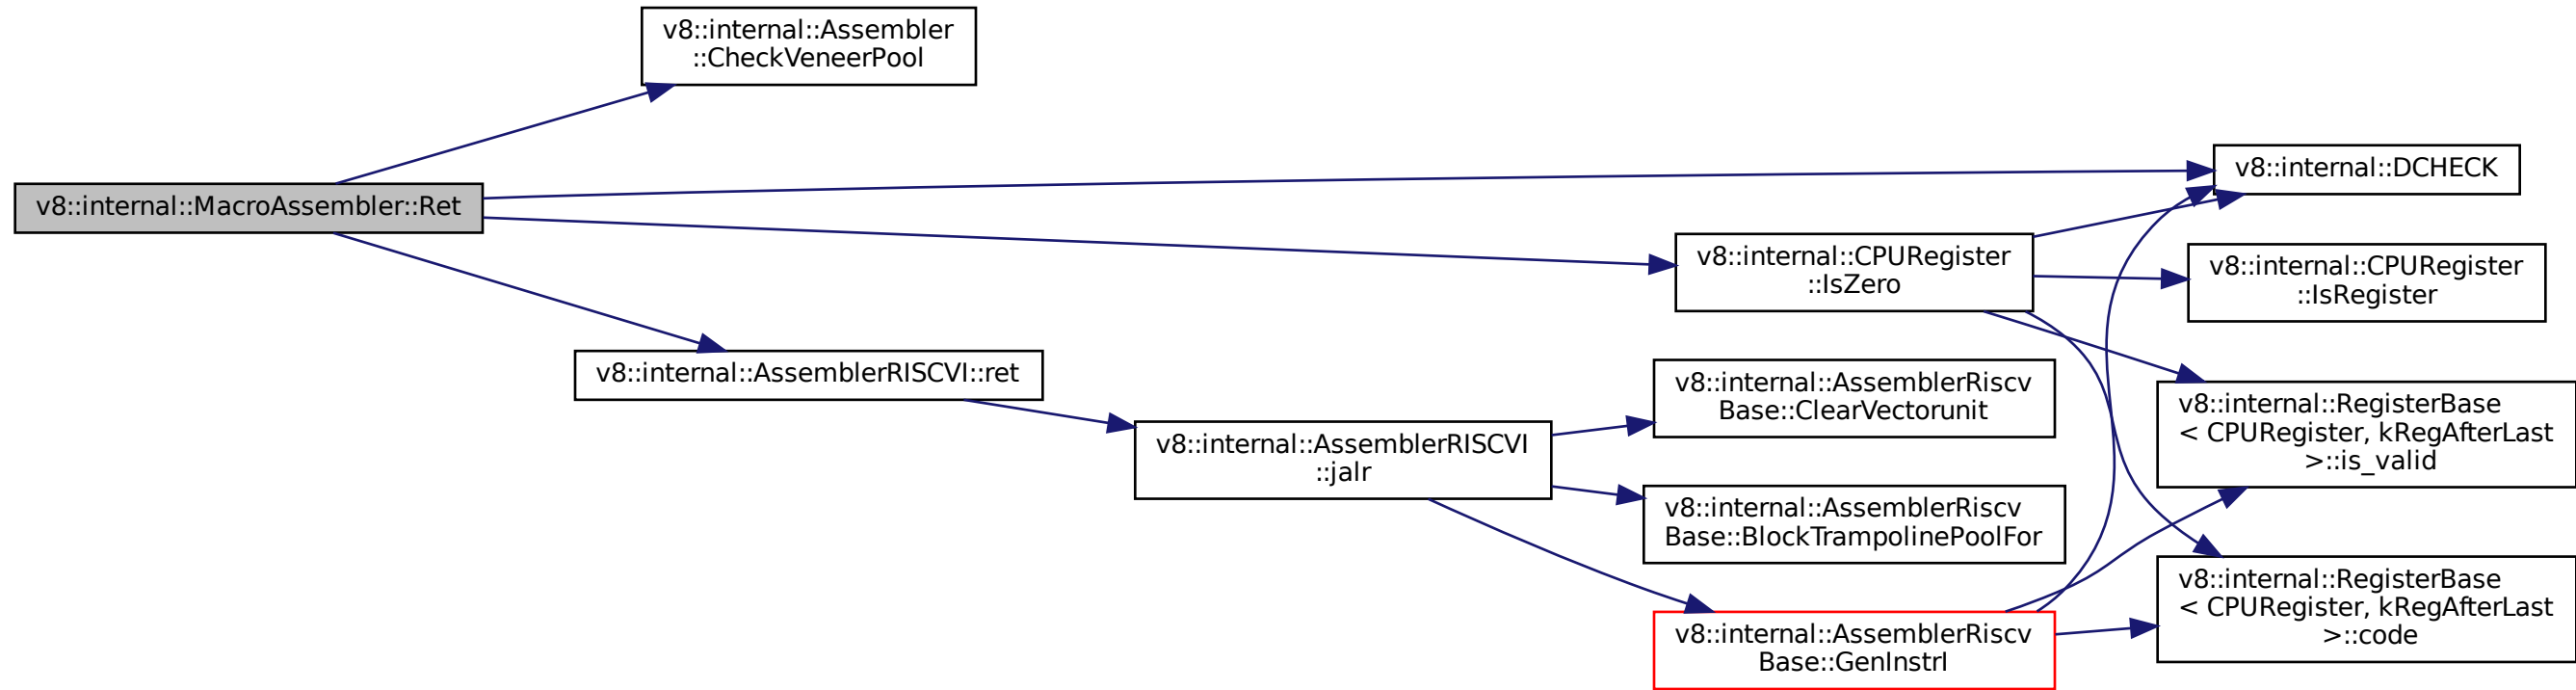 v8::internal::Assembler
::CheckVeneerPool
v8::internal::DCHECK
v8::internal::MacroAssembler::Ret
v8::internal::CPURegister
::IsZero
v8::internal::CPURegister
::IsRegister
v8::internal::AssemblerRISCVI::ret
v8::internal::AssemblerRiscv
Base::ClearVectorunit
v8::internal::RegisterBase
< CPURegister, kRegAfterLast
>::is_valid
v8::internal::AssemblerRISCVI
::jalr
v8::internal::AssemblerRiscv
Base::BlockTrampolinePoolFor
v8::internal::RegisterBase
< CPURegister, kRegAfterLast
>::code
v8::internal::AssemblerRiscv
Base::GenInstrI